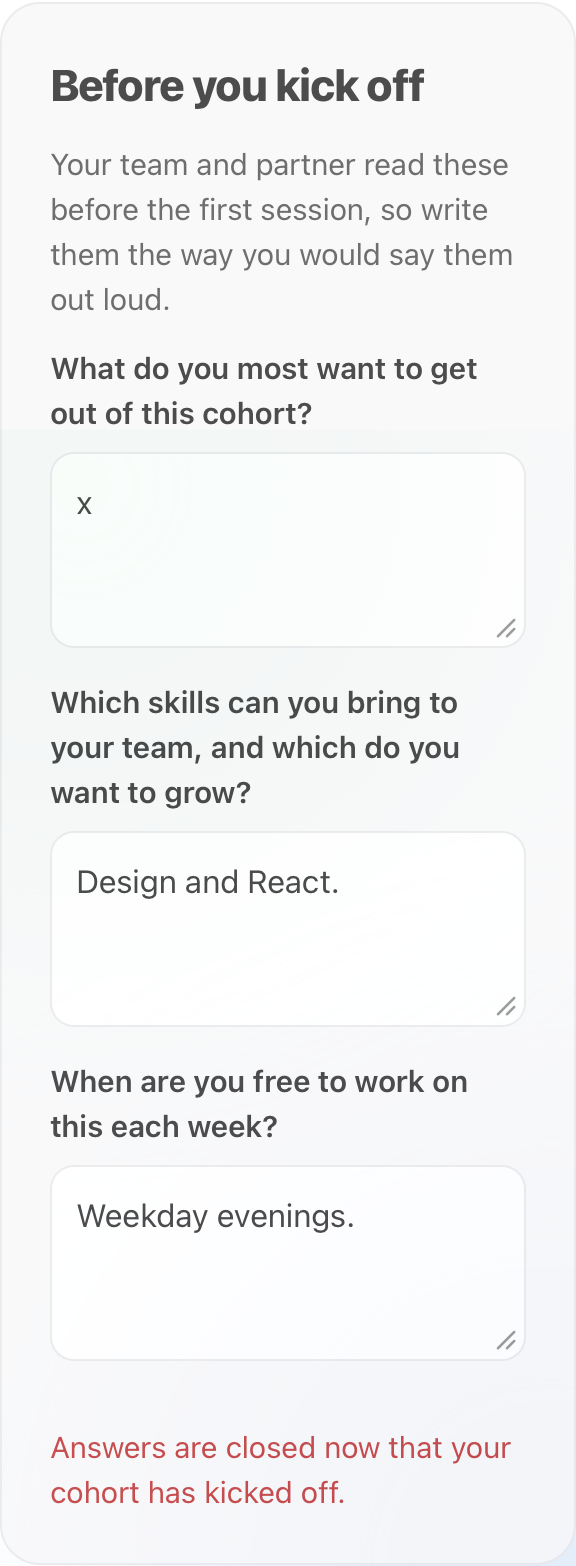 Before you kick off
Your team and partner read these
before the first session, so write
them the way you would say them
out loud.
What do you most want to get
out of this cohort?
x
Which skills can you bring to
your team, and which do you
want to grow?
Design and React.
When are you free to work on
this each week?
Weekday evenings.
Answers are closed now that your
cohort has kicked off.